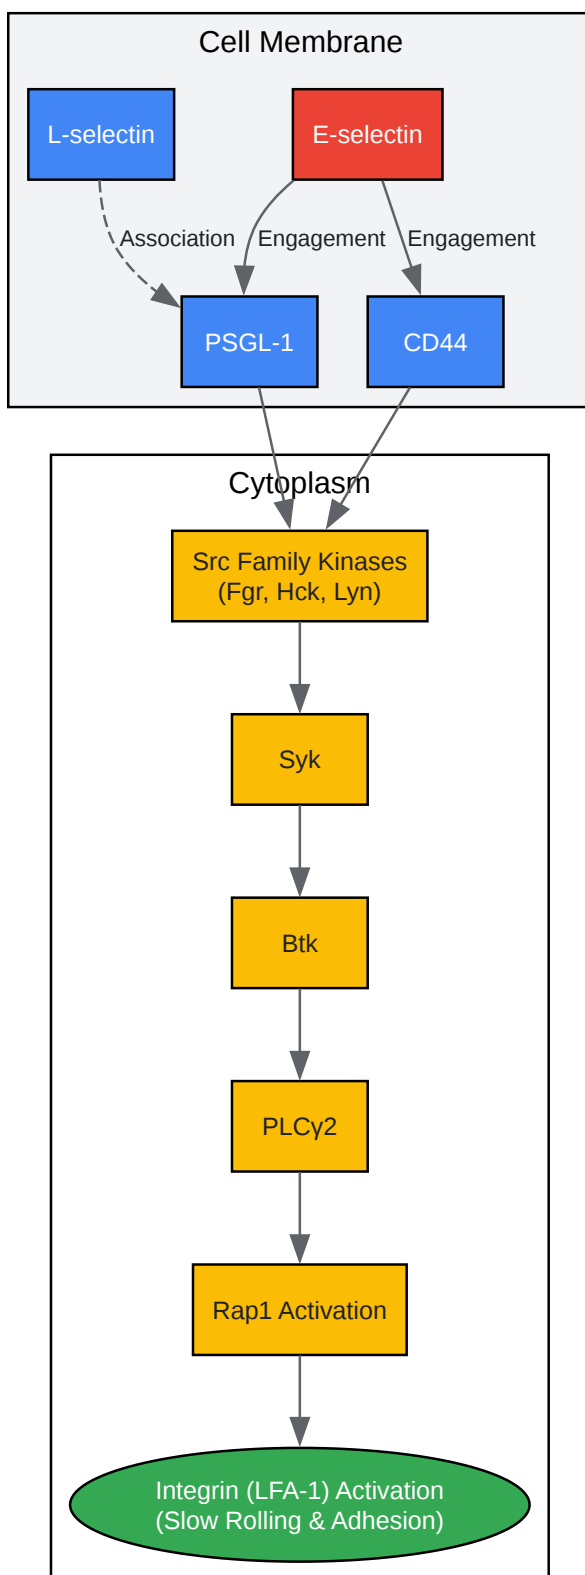 Cell Membrane
L-selectin
E-selectin
Association
Engagement
Engagement
PSGL-1
CD44
Cytoplasm
Src Family Kinases
(Fgr, Hck, Lyn)
Syk
Btk
PLCγ2
Rap1 Activation
Integrin (LFA-1) Activation
(Slow Rolling & Adhesion)